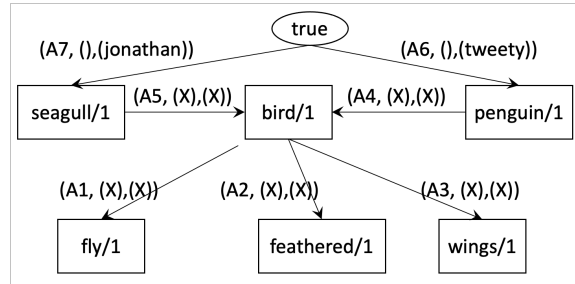 true
(A7, (),(jonathan))
(A6, (),(tweety))
seagull/1
(A5, (X),(X))
bird/1
(A4, (X),(X))
penguin/1
(A1, (X),(X))
(A2, (X),(X))
(A3, (X),(X))
fly/1
feathered/1
wings/1